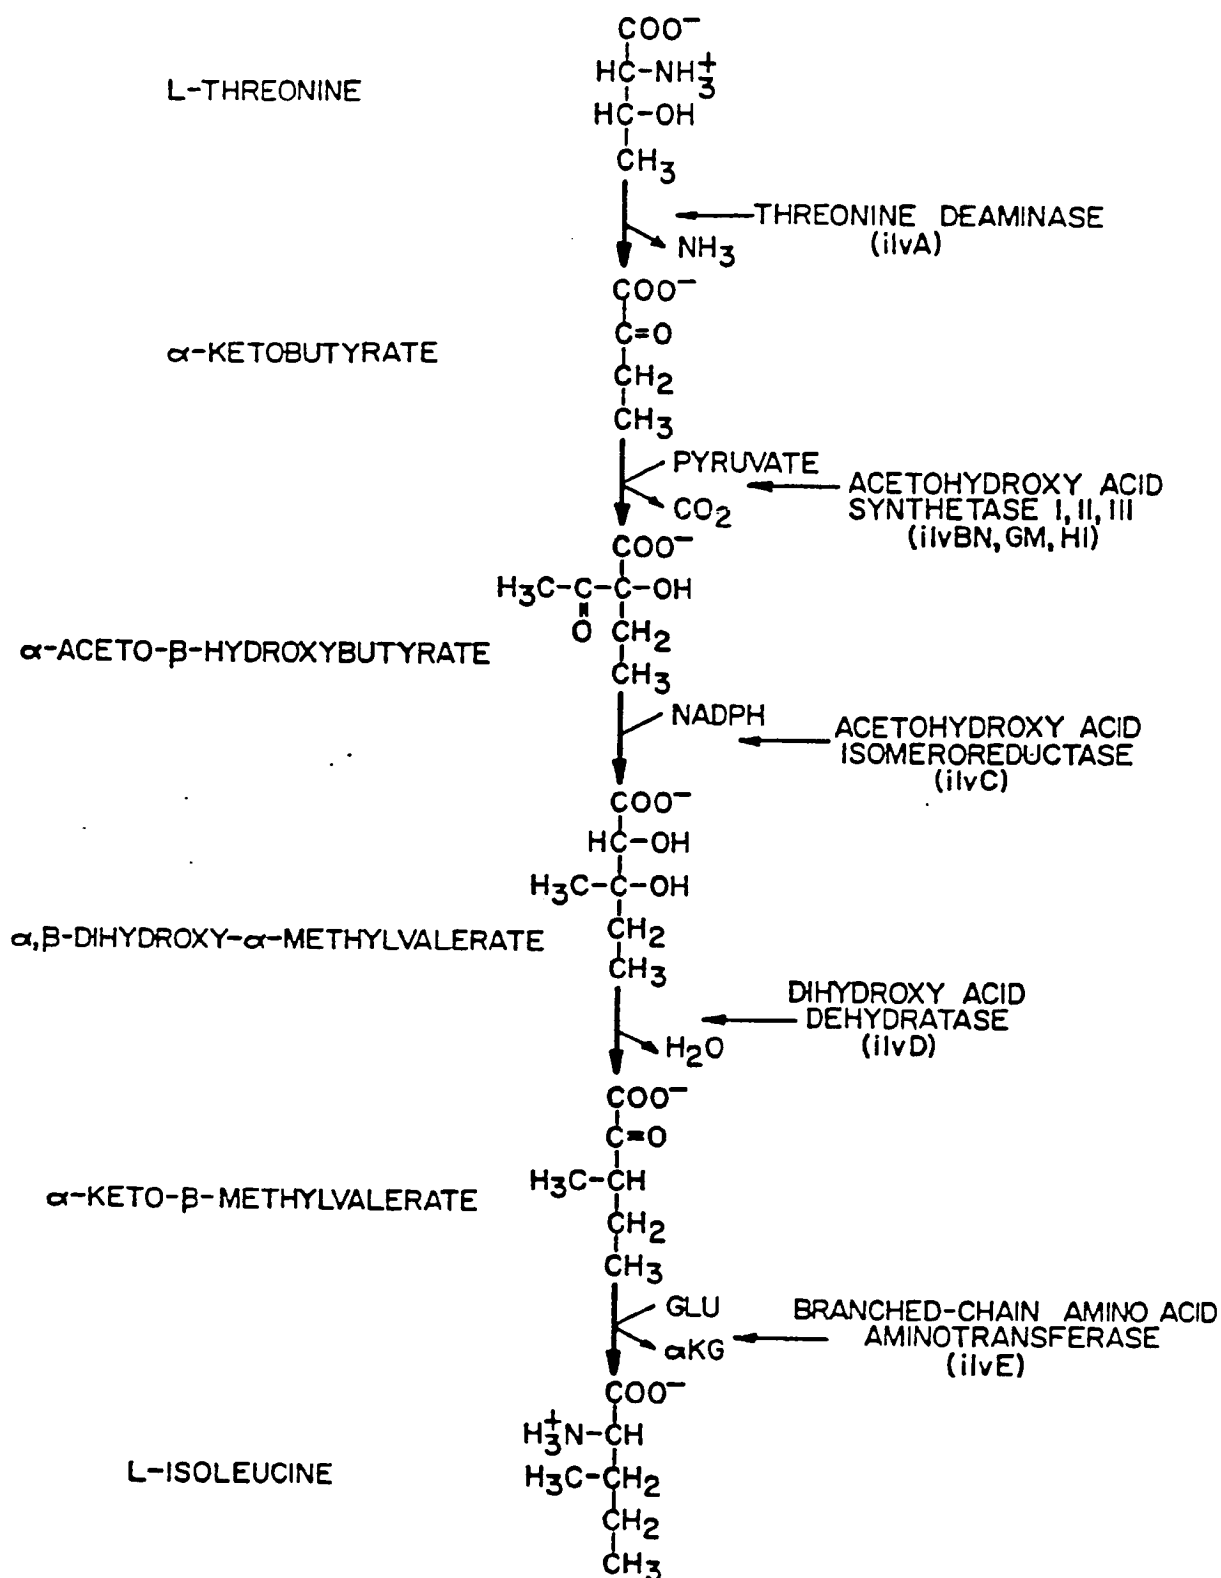 COO⁻
HC-NH₃⁺
L-THREONINE
HC-OH
CH₃
THREONINE DEAMINASE
(ilvA)
NH₃
COO⁻
C=O
α-KETOBUTYRATE
CH₂
CH₃
PYRUVATE
CO₂
ACETOHYDROXY ACID
SYNTHETASE I, II, III
(ilvBN, GM, HI)
COO⁻
H₃C-C-C-OH
O CH₂
α-ACETO-β-HYDROXYBUTYRATE
CH₃
NADPH
ACETOHYDROXY ACID
ISOMEROREDUCTASE
(ilvC)
COO⁻
HC-OH
H₃C-C-OH
CH₂
α,β-DIHYDROXY-α-METHYLVALERATE
CH₃
DIHYDROXY ACID
DEHYDRATASE
(ilvD)
H₂O
COO⁻
C=O
H₃C-CH
α-KETO-β-METHYLVALERATE
CH₂
CH₃
GLU
αKG
BRANCHED-CHAIN AMINO ACID
AMINOTRANSFERASE
(ilvE)
COO⁻
H₃⁺N-CH
L-ISOLEUCINE
H₃C-CH₂
CH₂
CH₃